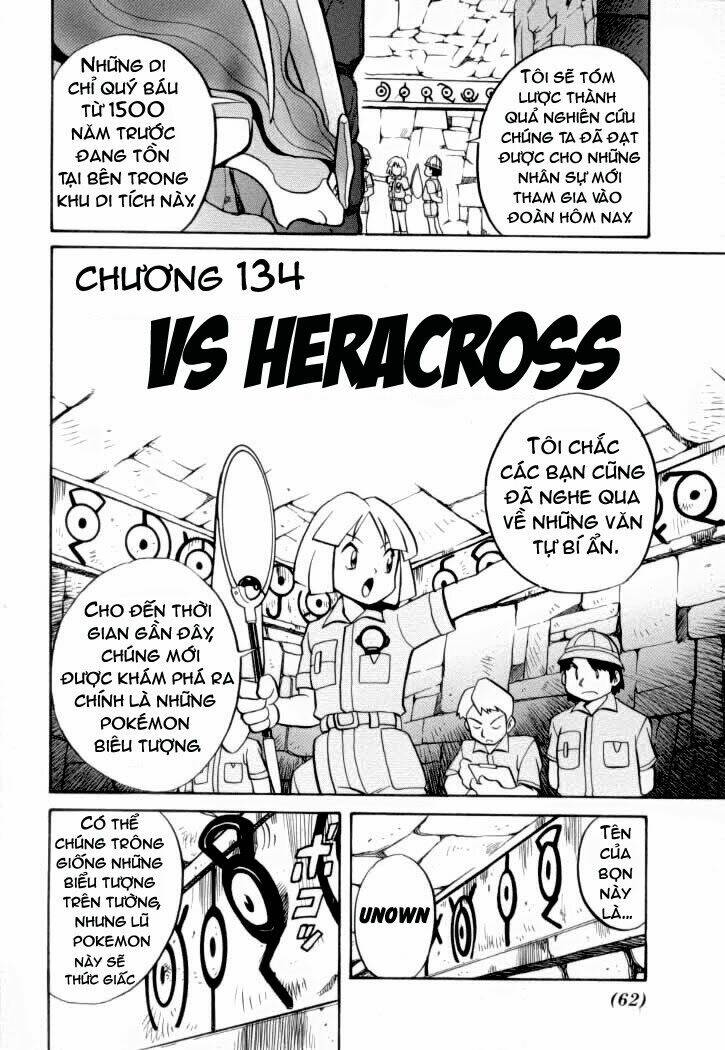 TÔI SẼ TÓM
LƯỢC THÀNH
QUẢ NGHIÊN CỨU
CHÚNG TA ĐÃ ĐẠT
ĐƯỢC CHO NHỮNG
NHÂN SỰ MỚI
THAM GIA VÀO
ĐOÀN HÔM NAY.
NHỮNG DI
CHỈ QUÝ BÁU
TỪ 1500
NĂM TRƯỚC
ĐANG TỒN
TẠI BÊN TRONG
KHU DI TÍCH NÀY.
CHƯƠNG 134
VS HERACROSS
TÔI CHẮC
CÁC BẠN CŨNG
ĐÃ NGHE QUA
VỀ NHỮNG VĂN
TỰ BÍ ẨN.
CHO ĐẾN THỜI
GIAN GẦN ĐÂY,
CHÚNG MỚI
ĐƯỢC KHÁM PHÁ RA
CHÍNH LÀ NHỮNG
POKÉMON
BIỂU TƯỢNG.
TÊN
CỦA
BỌN
NÀY
LÀ...
UNOWN
CÓ THỂ
CHÚNG TRÔNG
GIỐNG NHỮNG
BIỂU TƯỢNG
TRÊN TƯỜNG,
NHƯNG LŨ
POKEMON
NÀY SẼ
THỨC GIẤC
ボコッ
(62)